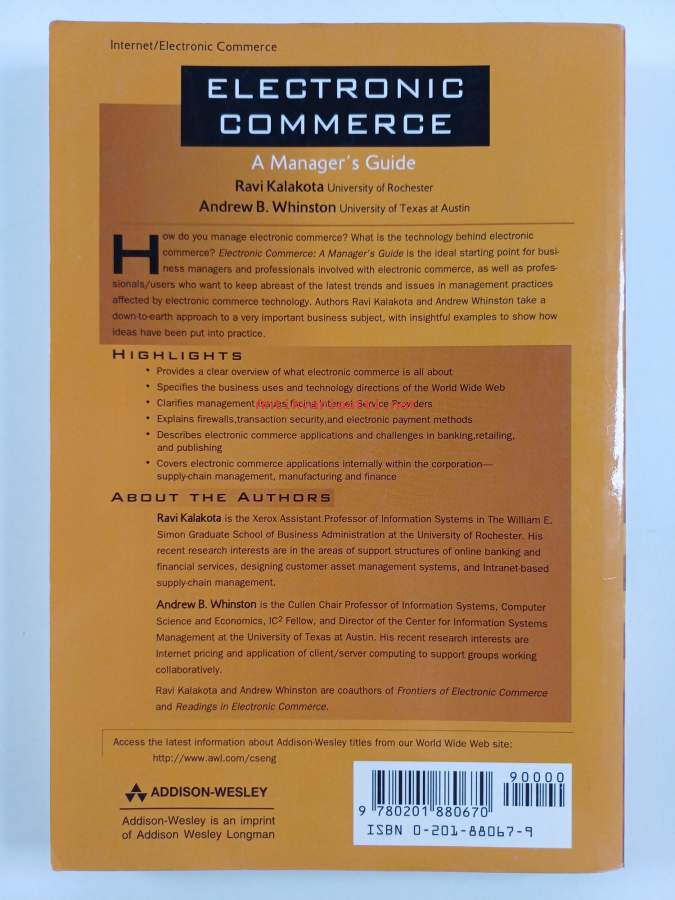 Internet/Electronic Commerce
ELECTRONIC
COMMERCE
A Manager's Guide
Ravi Kalakota University of Rochester
Andrew B. Whinston University of Texas at Austin
How do you manage electronic commerce? What is the technology behind electronic
commerce? Electronic Commerce: A Manager's Guide is the ideal starting point for busi-
ness managers and professionals involved with electronic commerce, as well as profes-
sionals/users who want to keep abreast of the latest trends and issues in management practices
affected by electronic commerce technology. Authors Ravi Kalakota and Andrew Whinston take a
down-to-earth approach to a very important business subject, with insightful examples to show how
ideas have been put into practice.
HIGHLIGHTS
• Provides a clear overview of what electronic commerce is all about
• Specifies the business uses and technology directions of the World Wide Web
• Clarifies management issues facing Internet Service Providers
• Explains firewalls,transaction security,and electronic payment methods
• Describes electronic commerce applications and challenges in banking,retailing,
and publishing
• Covers electronic commerce applications internally within the corporation—
supply-chain management, manufacturing and finance
ABOUT THE AUTHORS
Ravi Kalakota is the Xerox Assistant Professor of Information Systems in The William E.
Simon Graduate School of Business Administration at the University of Rochester. His
recent research interests are in the areas of support structures of online banking and
financial services, designing customer asset management systems, and Intranet-based
supply-chain management.
Andrew B. Whinston is the Cullen Chair Professor of Information Systems, Computer
Science and Economics, IC² Fellow, and Director of the Center for Information Systems
Management at the University of Texas at Austin. His recent research interests are
Internet pricing and application of client/server computing to support groups working
collaboratively.
Ravi Kalakota and Andrew Whinston are coauthors of Frontiers of Electronic Commerce
and Readings in Electronic Commerce.
Access the latest information about Addison-Wesley titles from our World Wide Web site:
http://www.awl.com/cseng
ADDISON-WESLEY
Addison-Wesley is an imprint
of Addison Wesley Longman
90000
9 780201 880670
ISBN 0-201-88067-9